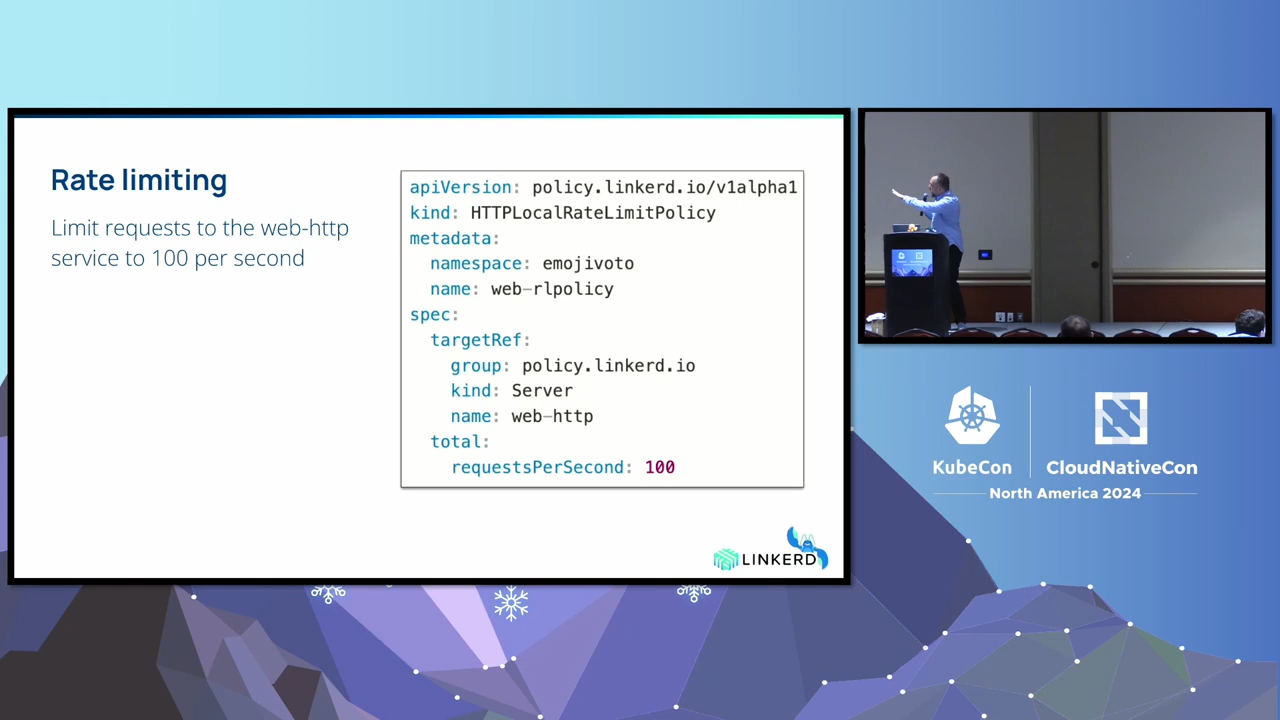 Rate limiting
Limit requests to the web-http
service to 100 per second
apiVersion: policy.linkerd.io/v1alpha1
kind: HTTPLocalRateLimitPolicy
metadata:
  namespace: emojivoto
  name: web-rlpolicy
spec:
  targetRef:
    group: policy.linkerd.io
    kind: Server
    name: web-http
  total:
    requestsPerSecond: 100
LINKERD
KubeCon
CloudNativeCon
North America 2024